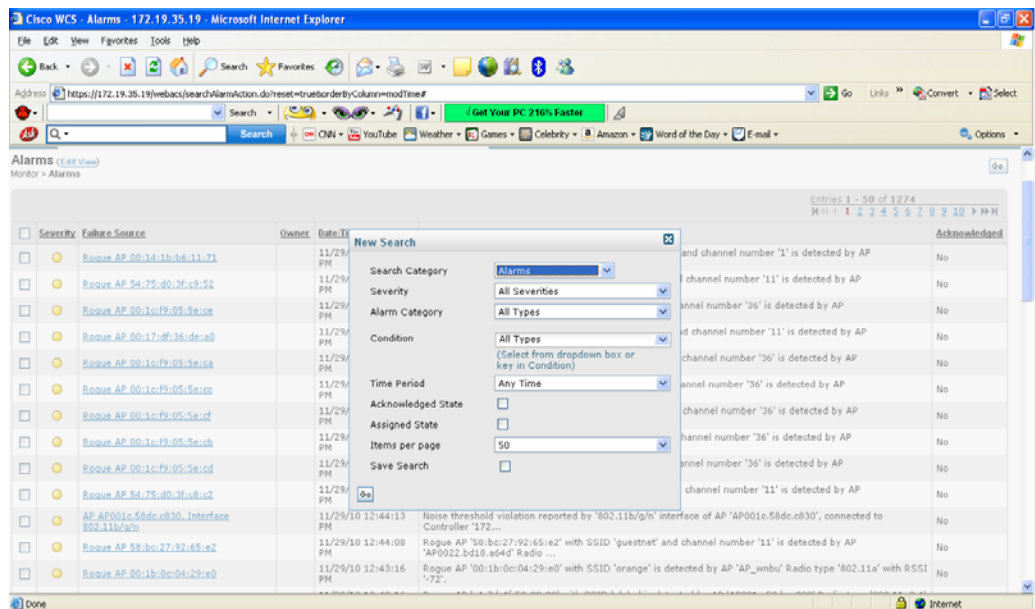 Cisco WCS - Alarms - 172.19.35.19 - Microsoft Internet Explorer
File Edit View Favorites Tools Help
Back Search Favorites
Address https://172.19.35.19/webacs/searchAlarmAction.do?reset=true&orderByColumn=modTime# Go Links Convert Select
Search √ Get Your PC 216% Faster
Search CNN YouTube Weather Games Celebrity Amazon Word of the Day E-mail Options
Alarms (Edit View) Go
Monitor > Alarms
Entries 1 - 50 of 1274
1 2 3 4 5 6 7 8 9 10
Severity Failure Source Owner Date/Ti Acknowledged
Rogue AP 00:14:1b:b6:11:71 11/29/ PM and channel number '1' is detected by AP No
Rogue AP 54:75:d0:3f:c9:52 11/29/ PM channel number '11' is detected by AP No
Rogue AP 00:1c:f9:05:5e:ce 11/29/ PM annel number '36' is detected by AP No
Rogue AP 00:17:df:36:de:a0 11/29/ PM d channel number '11' is detected by AP No
Rogue AP 00:1c:f9:05:5e:ca 11/29/ PM channel number '36' is detected by AP No
Rogue AP 00:1c:f9:05:5e:cc 11/29/ PM annel number '36' is detected by AP No
Rogue AP 00:1c:f9:05:5e:cf 11/29/ PM channel number '36' is detected by AP No
Rogue AP 00:1c:f9:05:5e:cb 11/29/ PM hannel number '36' is detected by AP No
Rogue AP 00:1c:f9:05:5e:cd 11/29/ PM annel number '36' is detected by AP No
Rogue AP 54:75:d0:3f:c8:c2 11/29/ PM channel number '11' is detected by AP No
New Search
Search Category Alarms
Severity All Severities
Alarm Category All Types
Condition All Types
(Select from dropdown box or
key in Condition)
Time Period Any Time
Acknowledged State
Assigned State
Items per page 50
Save Search
Go
AP AP001c.58dc.c830, Interface 11/29/10 12:44:13 Noise threshold violation reported by '802.11b/g/n' interface of AP 'AP001c.58dc.c830', connected to No
802.11b/g/n PM Controller '172...
Rogue AP 58:bc:27:92:65:e2 11/29/10 12:44:08 Rogue AP '58:bc:27:92:65:e2' with SSID 'guestnet' and channel number '11' is detected by AP No
PM 'AP0022.bd18.a64d' Radio ...
Rogue AP 00:1b:0c:04:29:e0 11/29/10 12:43:16 Rogue AP '00:1b:0c:04:29:e0' with SSID 'orange' is detected by AP 'AP_wnbu' Radio type '802.11a' with RSSI No
PM '-72'.
Done Internet